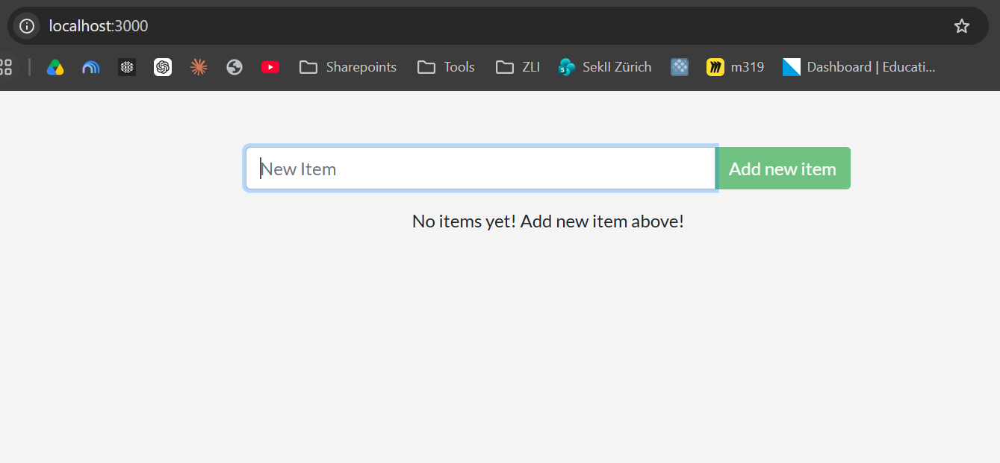 localhost:3000
Sharepoints Tools ZLI SekII Zürich m319 Dashboard | Educati...
New Item Add new item
No items yet! Add new item above!